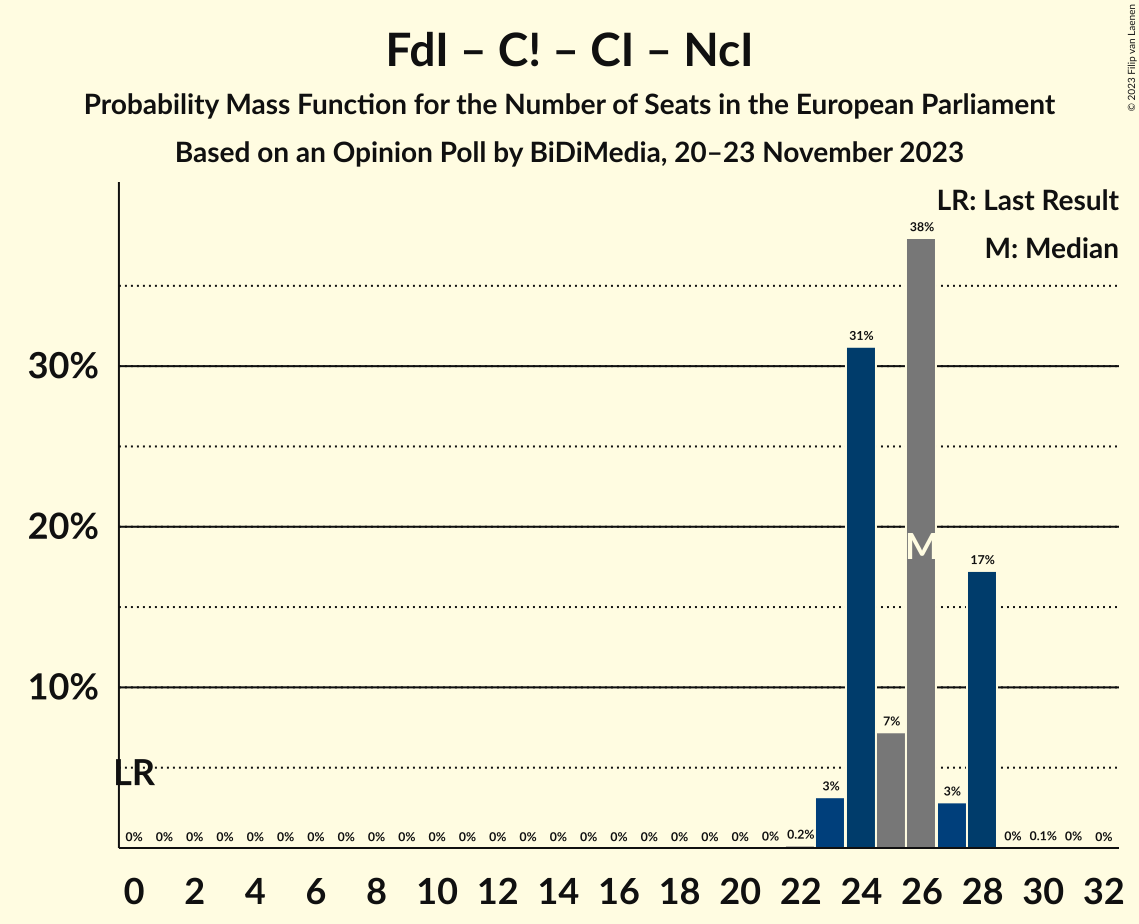 FdI – C! – CI – NcI
Probability Mass Function for the Number of Seats in the European Parliament
Based on an Opinion Poll by BiDiMedia, 20–23 November 2023
© 2023 Filip van Laenen
LR: Last Result
M: Median
38%
31%
30%
M
20%
17%
10%
7%
LR
3%
3%
0% 0% 0% 0% 0% 0% 0% 0% 0% 0% 0% 0% 0% 0% 0% 0% 0% 0% 0% 0% 0% 0% 0.2% 0% 0.1% 0% 0%
0 2 4 6 8 10 12 14 16 18 20 22 24 26 28 30 32